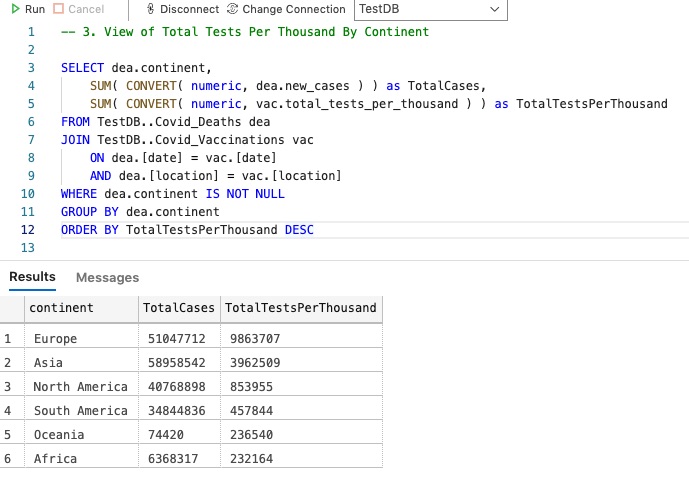 Run Cancel Disconnect Change Connection TestDB
1 -- 3. View of Total Tests Per Thousand By Continent
2
3 SELECT dea.continent,
4 SUM( CONVERT( numeric, dea.new_cases ) ) as TotalCases,
5 SUM( CONVERT( numeric, vac.total_tests_per_thousand ) ) as TotalTestsPerThousand
6 FROM TestDB..Covid_Deaths dea
7 JOIN TestDB..Covid_Vaccinations vac
8 ON dea.[date] = vac.[date]
9 AND dea.[location] = vac.[location]
10 WHERE dea.continent IS NOT NULL
11 GROUP BY dea.continent
12 ORDER BY TotalTestsPerThousand DESC
13
Results Messages
continent TotalCases TotalTestsPerThousand
1 Europe 51047712 9863707
2 Asia 58958542 3962509
3 North America 40768898 853955
4 South America 34844836 457844
5 Oceania 74420 236540
6 Africa 6368317 232164